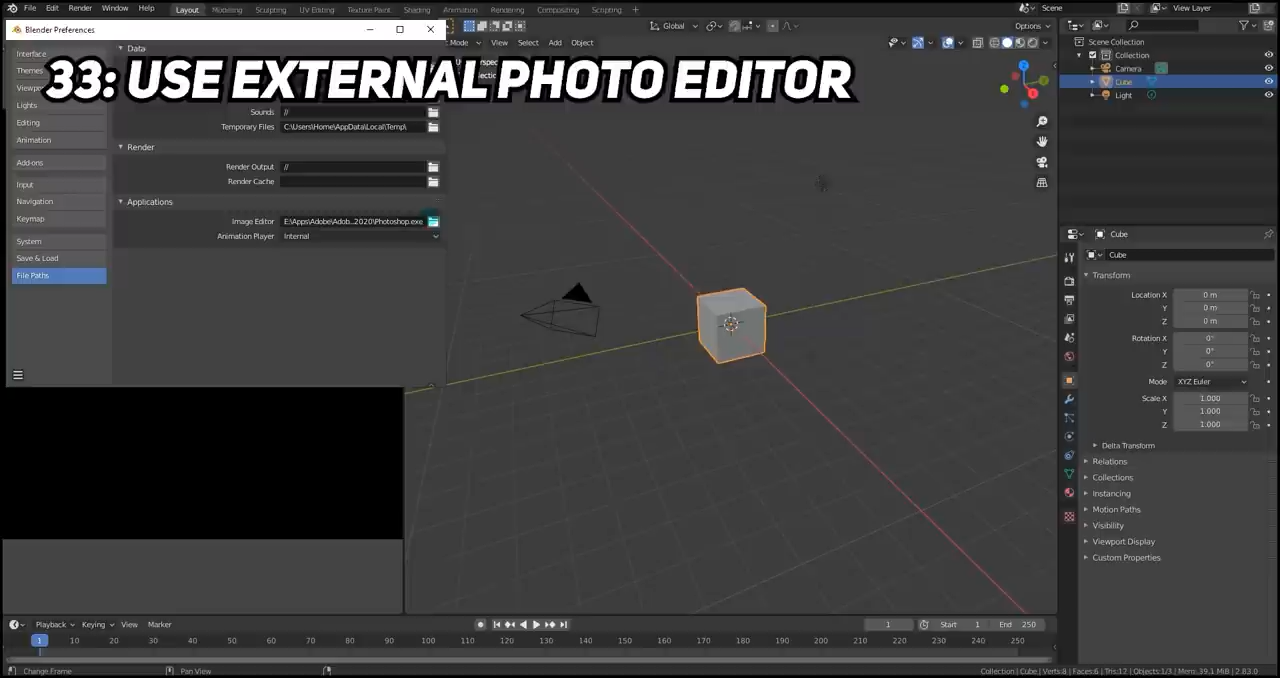 File Edit Render Window Help Layout Modeling Sculpting UV Editing Texture Paint Shading Animation Rendering Compositing Scripting + Scene View Layer
Blender Preferences
Global
Options
Mode View Select Add Object
33: USE EXTERNAL PHOTO EDITOR
Interface
Themes
Lights
Editing
Animation
Add-ons
Input
Navigation
Keymap
System
Save & Load
File Paths
Data
Sounds //
Temporary Files C:\Users\Home\AppData\Local\Temp\
Render
Render Output //
Render Cache
Applications
Image Editor E:\Apps\Adobe\Adob..2020\Photoshop.exe
Animation Player Internal
Scene Collection
Collection
Camera
Cube
Light
Cube
Cube
Transform
Location X 0 m
Y 0 m
Z 0 m
Rotation X 0°
Y 0°
Z 0°
Mode XYZ Euler
Scale X 1.000
Y 1.000
Z 1.000
Delta Transform
Relations
Collections
Instancing
Motion Paths
Visibility
Viewport Display
Custom Properties
Playback Keying View Marker 1 Start 1 End 250
1 10 20 30 40 50 60 70 80 90 100 110 120 130 140 150 160 170 180 190 200 210 220 230 240 250
Change Frame Pan View Collection | Cube | Verts:8 | Faces:6 | Tris:12 | Objects:1/3 | Mem:39.1 MiB | 2.83.0